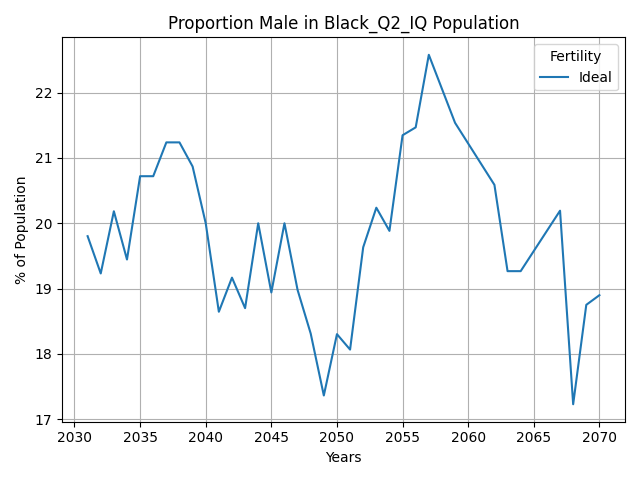 Proportion Male in Black_Q2_IQ Population
Fertility
Ideal
% of Population
22
21
20
19
18
17
2030 2035 2040 2045 2050 2055 2060 2065 2070
Years